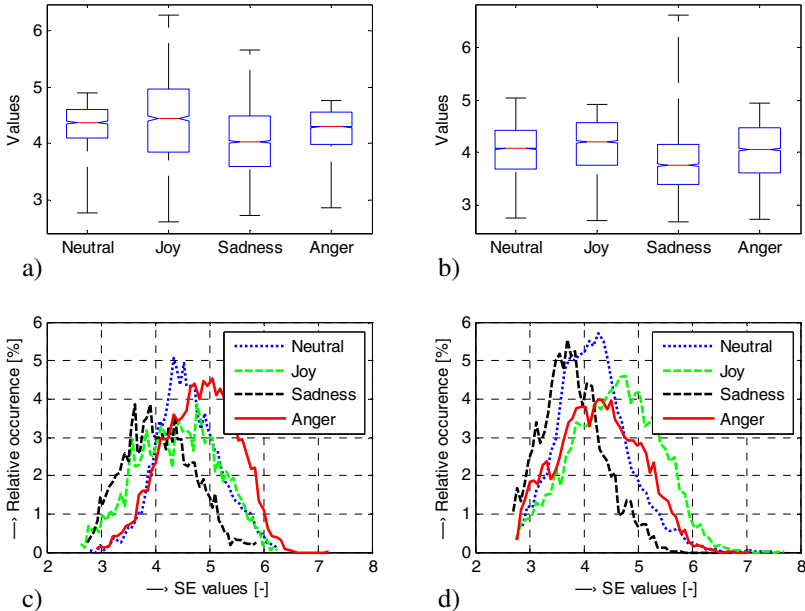 Values
6
5
4
3
Neutral Joy Sadness Anger
a)
Values
6
5
4
3
Neutral Joy Sadness Anger
b)
—› Relative occurence [%]
6
5
4
3
2
1
0
2 3 4 5 6 7 8
—› SE values [-]
Neutral
Joy
Sadness
Anger
c)
—› Relative occurence [%]
6
5
4
3
2
1
0
2 3 4 5 6 7 8
—› SE values [-]
Neutral
Joy
Sadness
Anger
d)